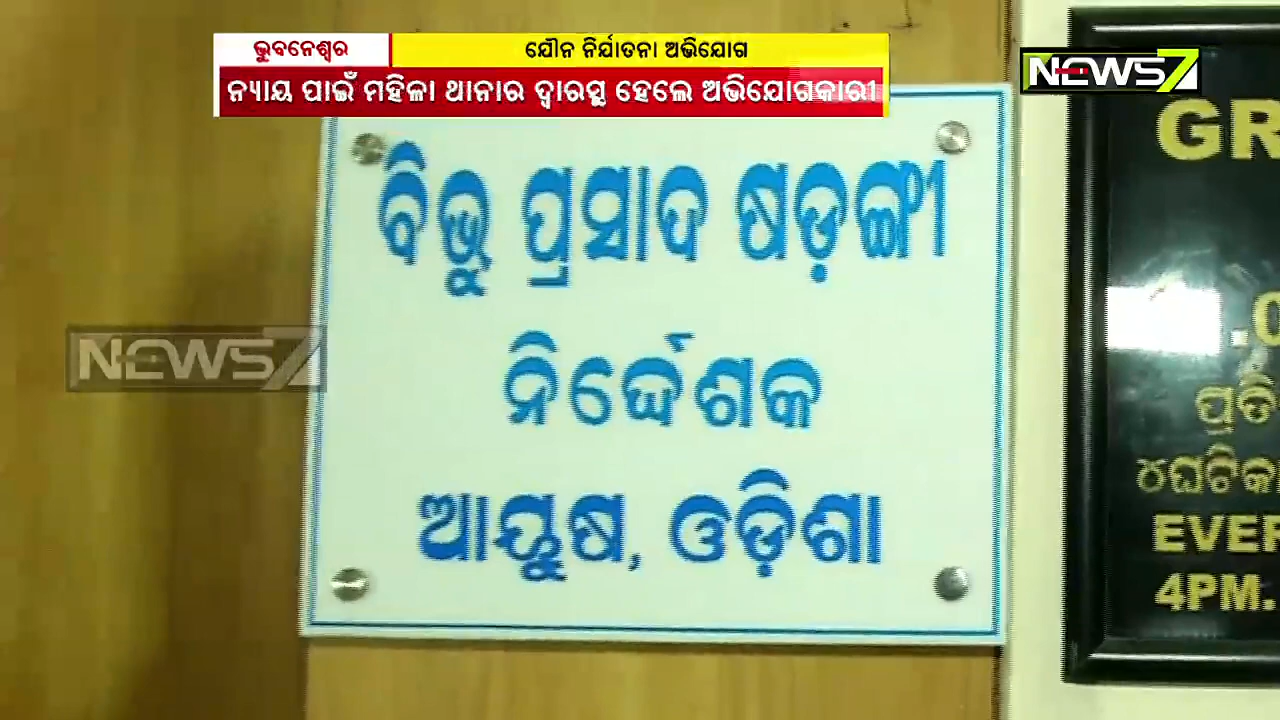 ଭୁବନେଶ୍ୱର
ଯୌନ ନିର୍ଯାତନା ଅଭିଯୋଗ
ନ୍ୟାୟ ପାଇଁ ମହିଳା ଥାନାର ଦ୍ୱାରସ୍ଥ ହେଲେ ଅଭିଯୋଗକାରୀ
NEWS7
ବିଭୁ ପ୍ରସାଦ ଷଡ଼ଙ୍ଗୀ
ନିର୍ଦ୍ଦେଶକ
ଆୟୁଷ, ଓଡ଼ିଶା
NEWS7
GR
EVER
4PM.